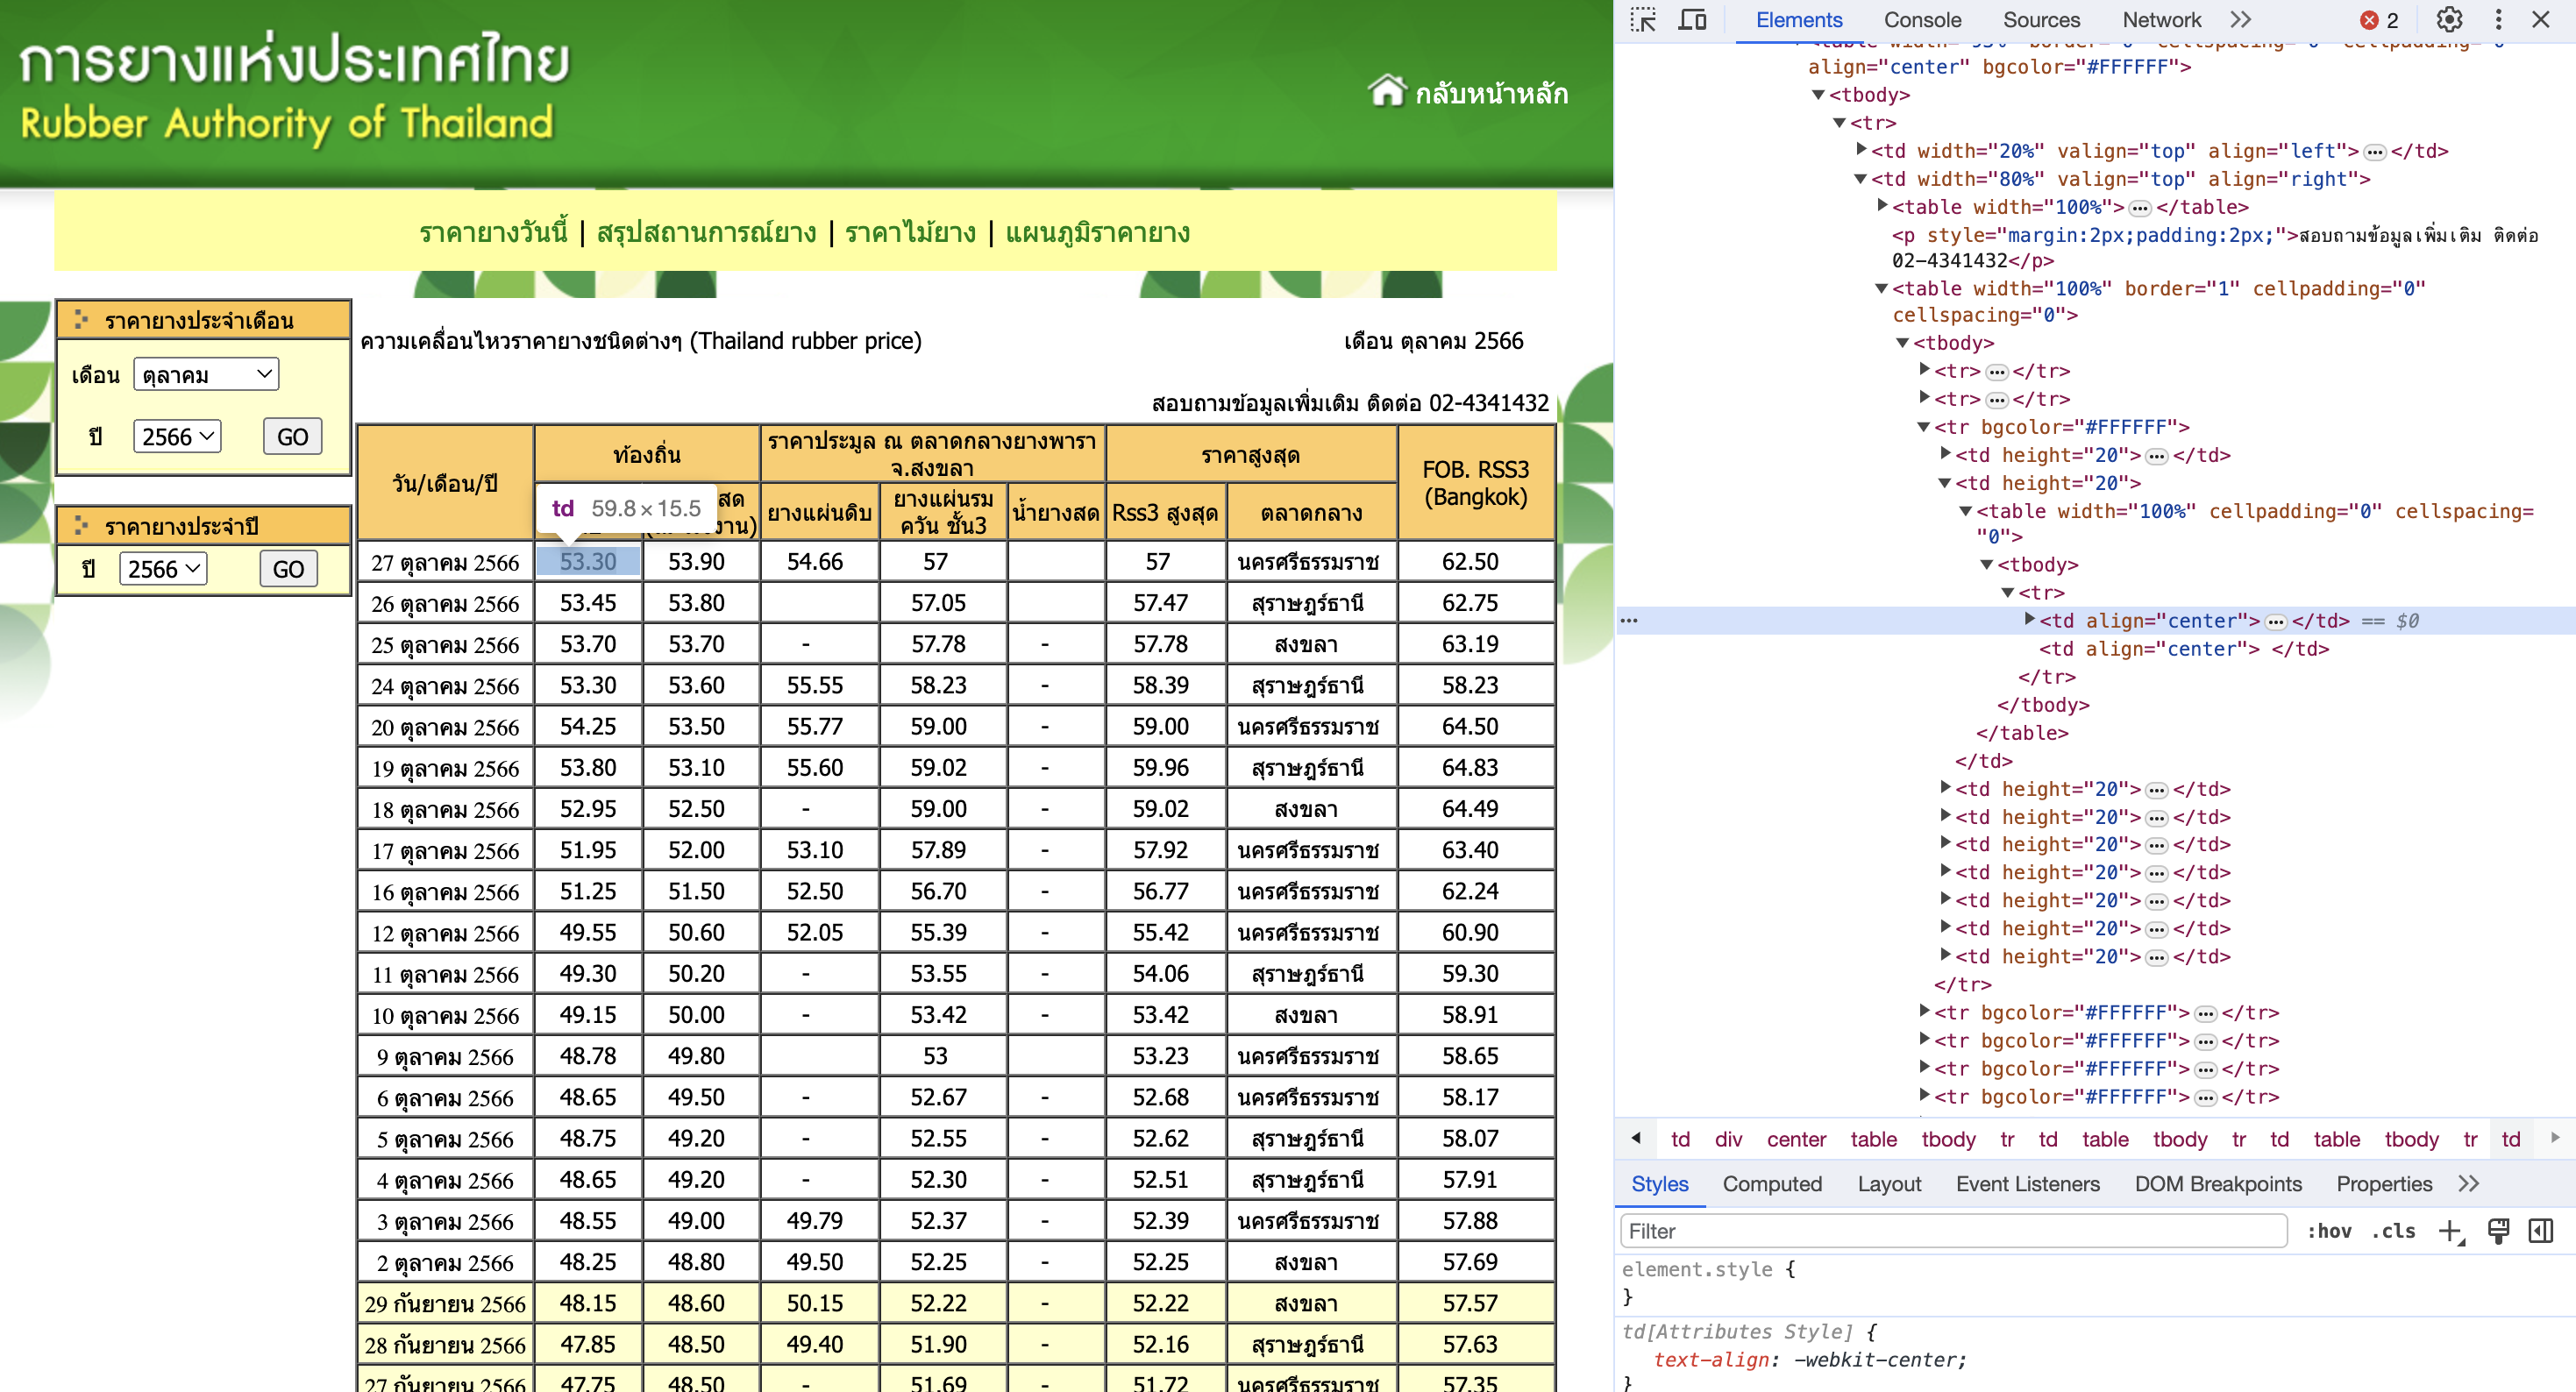 การยางแห่งประเทศไทย
Rubber Authority of Thailand
กลับหน้าหลัก
ราคายางวันนี้ | สรุปสถานการณ์ยาง | ราคาไม้ยาง | แผนภูมิราคายาง
ราคายางประจำเดือน
เดือน ตุลาคม
ปี 2566 GO
ราคายางประจำปี
ปี 2566 GO
ความเคลื่อนไหวราคายางชนิดต่างๆ (Thailand rubber price) เดือน ตุลาคม 2566
สอบถามข้อมูลเพิ่มเติม ติดต่อ 02-4341432
วัน/เดือน/ปี ท้องถิ่น ราคาประมูล ณ ตลาดกลางยางพารา จ.สงขลา ราคาสูงสุด FOB. RSS3 (Bangkok)
ยางแผ่นดิบ ยางแผ่นรมควัน ชั้น3 น้ำยางสด Rss3 สูงสุด ตลาดกลาง
td 59.8×15.5
27 ตุลาคม 2566 53.30 53.90 54.66 57 57 นครศรีธรรมราช 62.50
26 ตุลาคม 2566 53.45 53.80 57.05 57.47 สุราษฎร์ธานี 62.75
25 ตุลาคม 2566 53.70 53.70 - 57.78 - 57.78 สงขลา 63.19
24 ตุลาคม 2566 53.30 53.60 55.55 58.23 - 58.39 สุราษฎร์ธานี 58.23
20 ตุลาคม 2566 54.25 53.50 55.77 59.00 - 59.00 นครศรีธรรมราช 64.50
19 ตุลาคม 2566 53.80 53.10 55.60 59.02 - 59.96 สุราษฎร์ธานี 64.83
18 ตุลาคม 2566 52.95 52.50 - 59.00 - 59.02 สงขลา 64.49
17 ตุลาคม 2566 51.95 52.00 53.10 57.89 - 57.92 นครศรีธรรมราช 63.40
16 ตุลาคม 2566 51.25 51.50 52.50 56.70 - 56.77 นครศรีธรรมราช 62.24
12 ตุลาคม 2566 49.55 50.60 52.05 55.39 - 55.42 นครศรีธรรมราช 60.90
11 ตุลาคม 2566 49.30 50.20 - 53.55 - 54.06 สุราษฎร์ธานี 59.30
10 ตุลาคม 2566 49.15 50.00 - 53.42 - 53.42 สงขลา 58.91
9 ตุลาคม 2566 48.78 49.80 53 53.23 นครศรีธรรมราช 58.65
6 ตุลาคม 2566 48.65 49.50 - 52.67 - 52.68 นครศรีธรรมราช 58.17
5 ตุลาคม 2566 48.75 49.20 - 52.55 - 52.62 สุราษฎร์ธานี 58.07
4 ตุลาคม 2566 48.65 49.20 - 52.30 - 52.51 สุราษฎร์ธานี 57.91
3 ตุลาคม 2566 48.55 49.00 49.79 52.37 - 52.39 นครศรีธรรมราช 57.88
2 ตุลาคม 2566 48.25 48.80 49.50 52.25 - 52.25 สงขลา 57.69
29 กันยายน 2566 48.15 48.60 50.15 52.22 - 52.22 สงขลา 57.57
28 กันยายน 2566 47.85 48.50 49.40 51.90 - 52.16 สุราษฎร์ธานี 57.63
27 กันยายน 2566 47.75 48.50 - 51.69 - 51.72 นครศรีธรรมราช 57.35
Elements Console Sources Network 2
align="center" bgcolor="#FFFFFF">
<tbody>
<tr>
<td width="20%" valign="top" align="left">…</td>
<td width="80%" valign="top" align="right">
<table width="100%">…</table>
<p style="margin:2px;padding:2px;">สอบถามข้อมูลเพิ่มเติม ติดต่อ
02-4341432</p>
<table width="100%" border="1" cellpadding="0"
cellspacing="0">
<tbody>
<tr>…</tr>
<tr>…</tr>
<tr bgcolor="#FFFFFF">
<td height="20">…</td>
<td height="20">
<table width="100%" cellpadding="0" cellspacing=
"0">
<tbody>
<tr>
<td align="center">…</td> == $0
<td align="center"> </td>
</tr>
</tbody>
</table>
</td>
<td height="20">…</td>
<td height="20">…</td>
<td height="20">…</td>
<td height="20">…</td>
<td height="20">…</td>
<td height="20">…</td>
<td height="20">…</td>
</tr>
<tr bgcolor="#FFFFFF">…</tr>
<tr bgcolor="#FFFFFF">…</tr>
<tr bgcolor="#FFFFFF">…</tr>
<tr bgcolor="#FFFFFF">…</tr>
td div center table tbody tr td table tbody tr td table tbody tr td
Styles Computed Layout Event Listeners DOM Breakpoints Properties
Filter :hov .cls
element.style {
}
td[Attributes Style] {
text-align: -webkit-center;
}